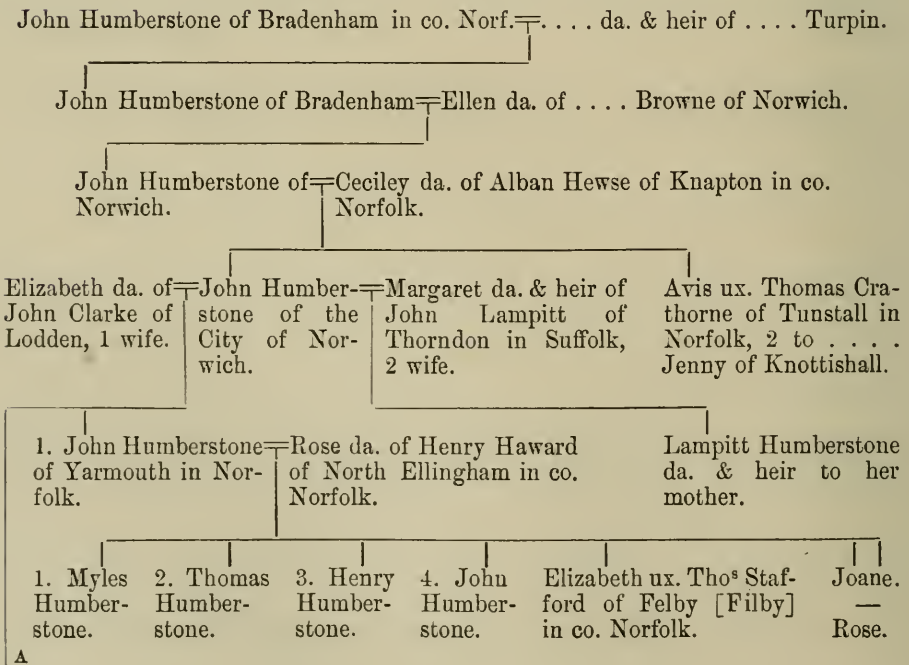 John Humberstone of Bradenham in co. Norf.=. . . . da. & heir of . . . . Turpin.
John Humberstone of Bradenham=Ellen da. of . . . . Browne of Norwich.
John Humberstone of=Ceciley da. of Alban Hewse of Knapton in co.
Norwich.
Norfolk.
Elizabeth da. of=
John Clarke of
Lodden, 1 wife.
John Humber-=
stone of the
City of Nor-
wich.
Margaret da. & heir of
John Lampitt of
Thorndon in Suffolk,
2 wife.
Avis ux. Thomas Cra-
thorne of Tunstall in
Norfolk, 2 to . . . .
Jenny of Knottishall.
1. John Humberstone=
of Yarmouth in Nor-
folk.
Rose da. of Henry Haward
of North Ellingham in co.
Norfolk.
Lampitt Humberstone
da. & heir to her
mother.
1. Myles
Humber-
stone.
2. Thomas
Humber-
stone.
3. Henry
Humber-
stone.
4. John
Humber-
stone.
Elizabeth ux. Thoˢ Staf-
ford of Felby [Filby]
in co. Norfolk.
Joane.
—
Rose.
A